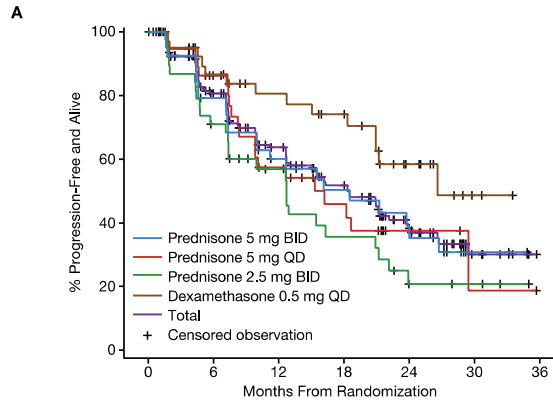 A
% Progression-Free and Alive
100
80
60
40
20
0
Prednisone 5 mg BID
Prednisone 5 mg QD
Prednisone 2.5 mg BID
Dexamethasone 0.5 mg QD
Total
+ Censored observation
0 6 12 18 24 30 36
Months From Randomization